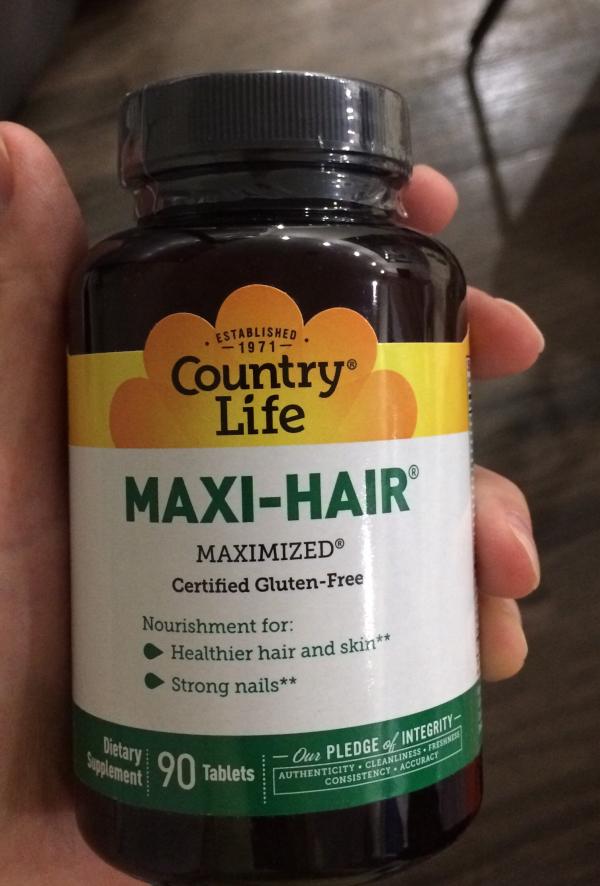 • ESTABLISHED •
—1971—
Country®
Life
MAXI-HAIR®
MAXIMIZED®
Certified Gluten-Free
Nourishment for:
Healthier hair and skin**
Strong nails**
Dietary
Supplement
90 Tablets
— Our PLEDGE of INTEGRITY —
AUTHENTICITY • CLEANLINESS • FRESHNESS
CONSISTENCY • ACCURACY